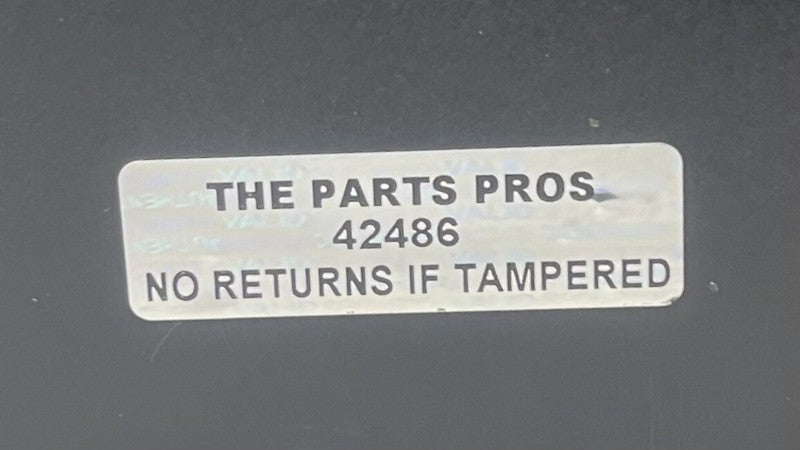 THE PARTS PROS
42486
NO RETURNS IF TAMPERED